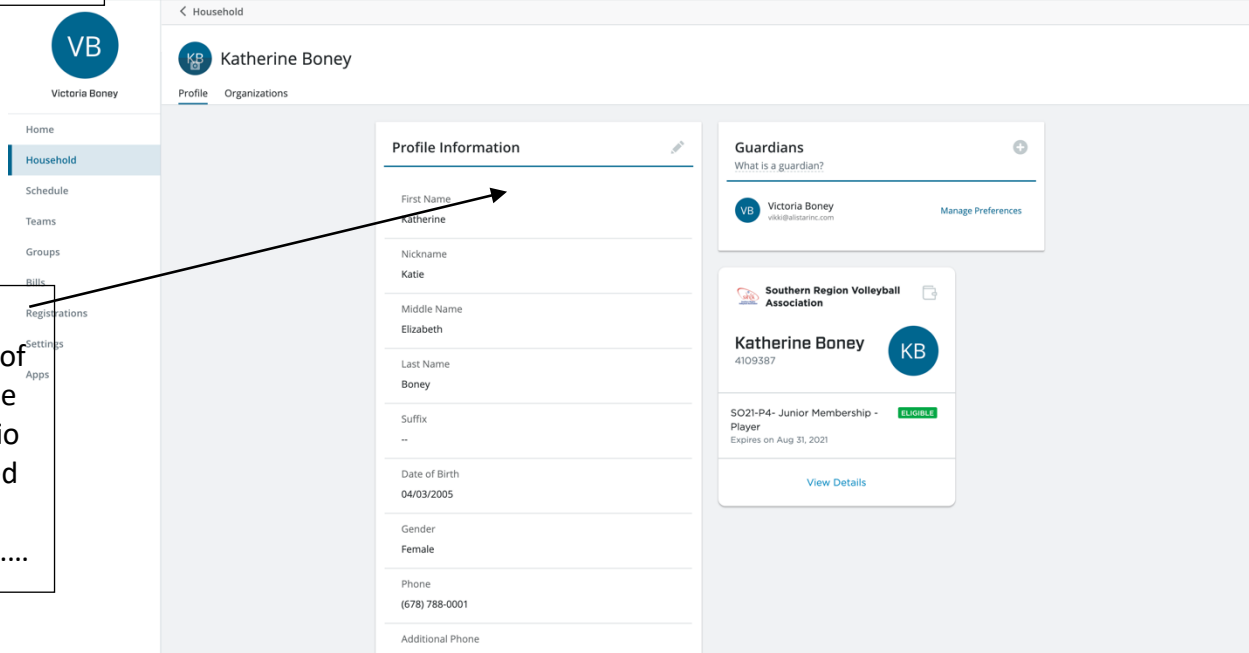 VB
Victoria Boney
Home
Household
Schedule
Teams
Groups
Bills
Registrations
Settings
Apps
of
e
io
d
....
Household
KB
Katherine Boney
Profile Organizations
Profile Information
First Name
Katherine
Nickname
Katie
Middle Name
Elizabeth
Last Name
Boney
Suffix
--
Date of Birth
04/03/2005
Gender
Female
Phone
(678) 788-0001
Additional Phone
Guardians
What is a guardian?
VB
Victoria Boney
vikki@allstarinc.com
Manage Preferences
Southern Region Volleyball
Association
Katherine Boney
4109387
KB
SO21-P4- Junior Membership -
Player
ELIGIBLE
Expires on Aug 31, 2021
View Details